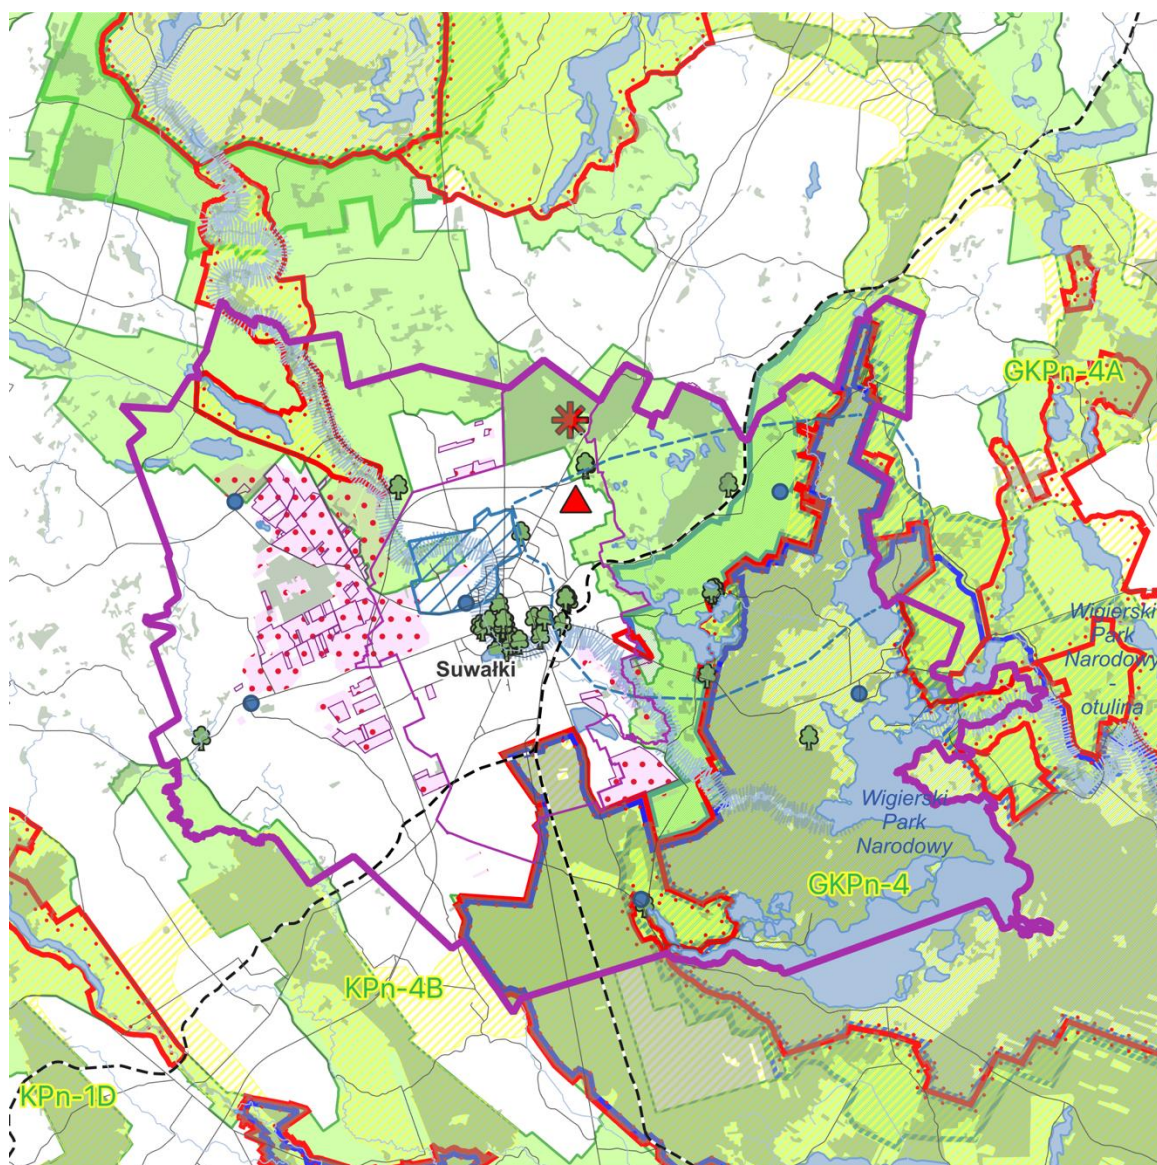 GKPn-4A
Wigierski
Park
Narodowy
-
otulina
Suwałki
Wigierski
Park
Narodowy
GKPn-4
KPn-4B
KPn-1D